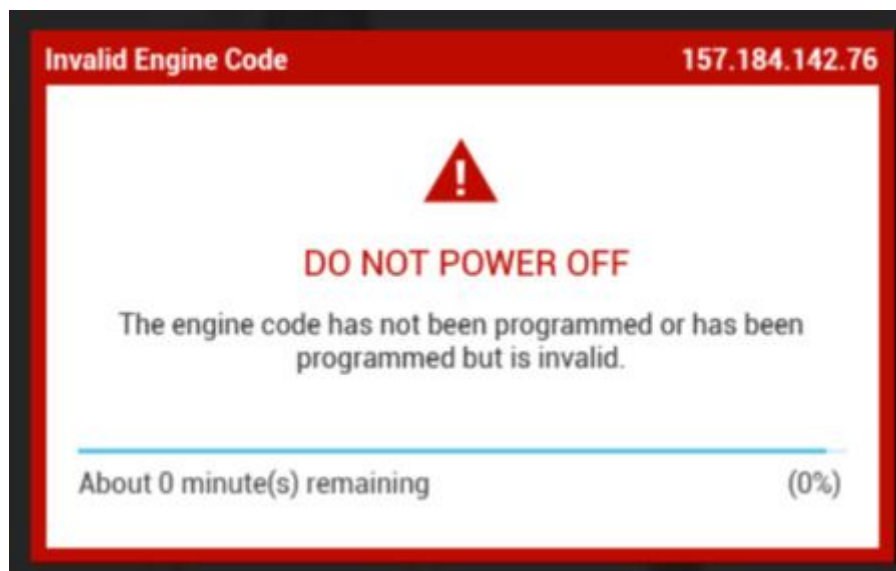 Invalid Engine Code 157.184.142.76
!
DO NOT POWER OFF
The engine code has not been programmed or has been
programmed but is invalid.
About 0 minute(s) remaining (0%)